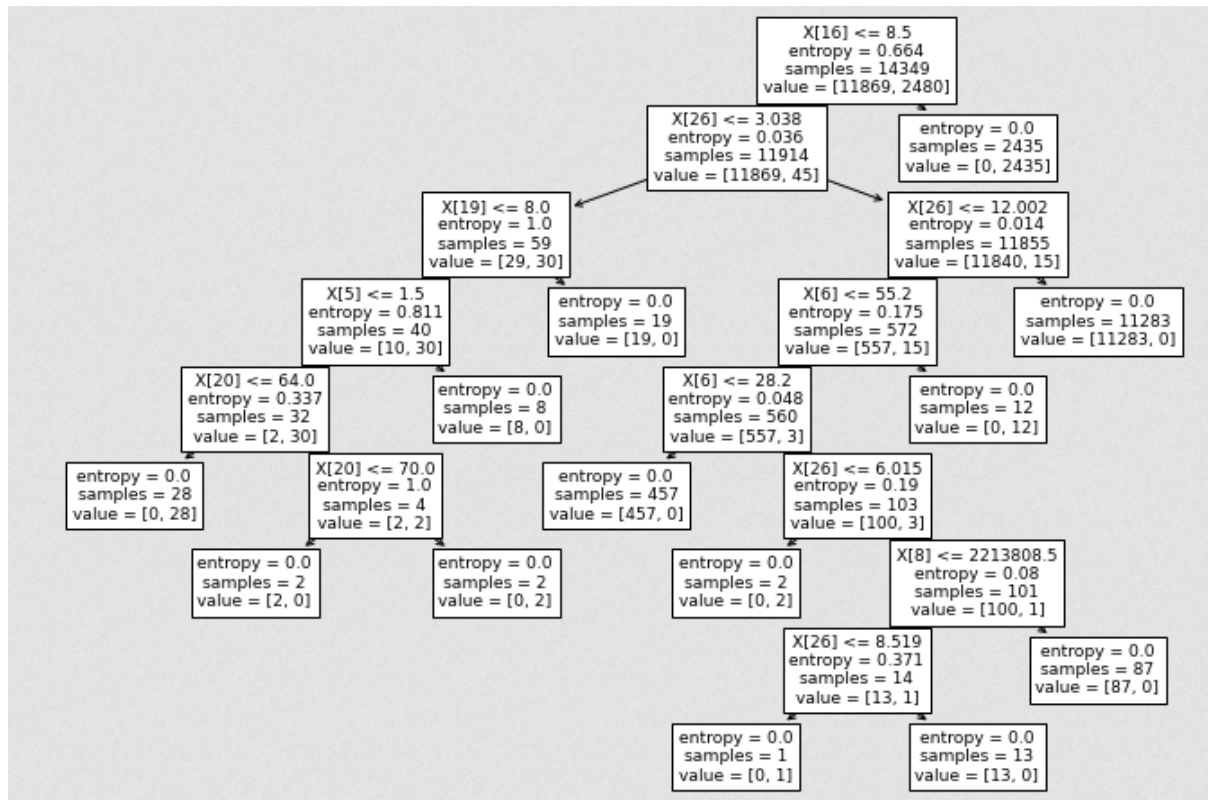 X[16] <= 8.5
entropy = 0.664
samples = 14349
value = [11869, 2480]
X[26] <= 3.038
entropy = 0.036
samples = 11914
value = [11869, 45]
entropy = 0.0
samples = 2435
value = [0, 2435]
X[19] <= 8.0
entropy = 1.0
samples = 59
value = [29, 30]
X[26] <= 12.002
entropy = 0.014
samples = 11855
value = [11840, 15]
X[5] <= 1.5
entropy = 0.811
samples = 40
value = [10, 30]
entropy = 0.0
samples = 19
value = [19, 0]
X[6] <= 55.2
entropy = 0.175
samples = 572
value = [557, 15]
entropy = 0.0
samples = 11283
value = [11283, 0]
X[20] <= 64.0
entropy = 0.337
samples = 32
value = [2, 30]
entropy = 0.0
samples = 8
value = [8, 0]
X[6] <= 28.2
entropy = 0.048
samples = 560
value = [557, 3]
entropy = 0.0
samples = 12
value = [0, 12]
entropy = 0.0
samples = 28
value = [0, 28]
X[20] <= 70.0
entropy = 1.0
samples = 4
value = [2, 2]
entropy = 0.0
samples = 457
value = [457, 0]
X[26] <= 6.015
entropy = 0.19
samples = 103
value = [100, 3]
entropy = 0.0
samples = 2
value = [2, 0]
entropy = 0.0
samples = 2
value = [0, 2]
entropy = 0.0
samples = 2
value = [0, 2]
X[8] <= 2213808.5
entropy = 0.08
samples = 101
value = [100, 1]
X[26] <= 8.519
entropy = 0.371
samples = 14
value = [13, 1]
entropy = 0.0
samples = 87
value = [87, 0]
entropy = 0.0
samples = 1
value = [0, 1]
entropy = 0.0
samples = 13
value = [13, 0]